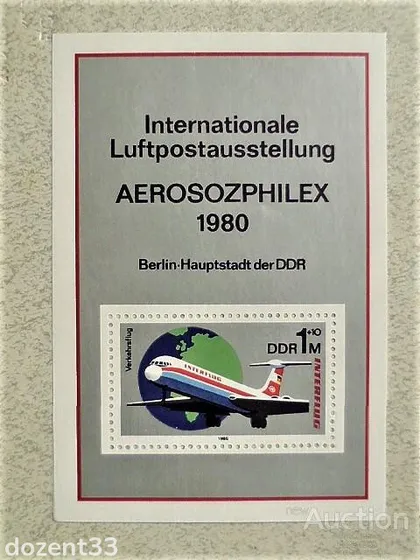 Internationale
Luftpostausstellung
AEROSOZPHILEX
1980
Berlin·Hauptstadt der DDR
Verkehrsflug
DDR 1+10 M
INTERFLUG
INTERFLUG
1980
Auction
dozent33